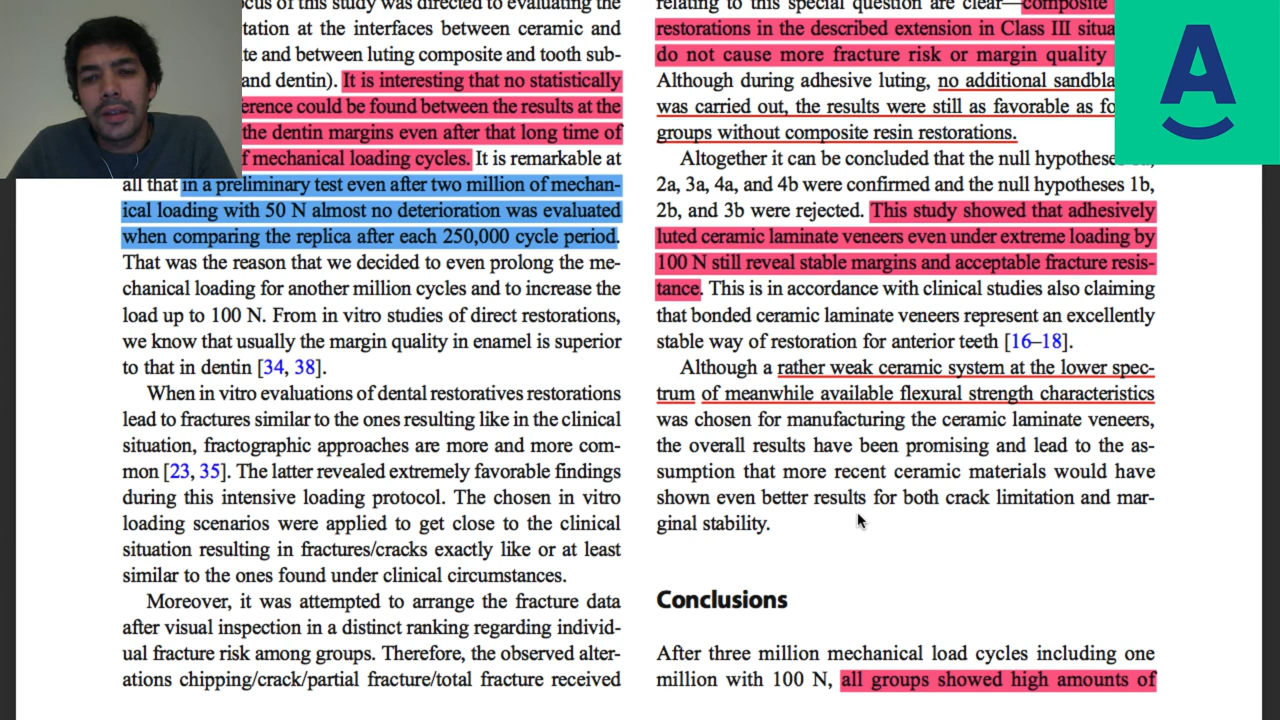 ocus of this study was directed to evaluating the
tation at the interfaces between ceramic and
te and between luting composite and tooth sub-
and dentin). It is interesting that no statistically
erence could be found between the results at the
the dentin margins even after that long time of
f mechanical loading cycles. It is remarkable at
all that in a preliminary test even after two million of mechan-
ical loading with 50 N almost no deterioration was evaluated
when comparing the replica after each 250,000 cycle period.
That was the reason that we decided to even prolong the me-
chanical loading for another million cycles and to increase the
load up to 100 N. From in vitro studies of direct restorations,
we know that usually the margin quality in enamel is superior
to that in dentin [34, 38].
When in vitro evaluations of dental restoratives restorations
lead to fractures similar to the ones resulting like in the clinical
situation, fractographic approaches are more and more com-
mon [23, 35]. The latter revealed extremely favorable findings
during this intensive loading protocol. The chosen in vitro
loading scenarios were applied to get close to the clinical
situation resulting in fractures/cracks exactly like or at least
similar to the ones found under clinical circumstances.
Moreover, it was attempted to arrange the fracture data
after visual inspection in a distinct ranking regarding individ-
ual fracture risk among groups. Therefore, the observed alter-
ations chipping/crack/partial fracture/total fracture received
relating to this special question are clear—composite
restorations in the described extension in Class III situa
do not cause more fracture risk or margin quality
Although during adhesive luting, no additional sandbla
was carried out, the results were still as favorable as fo
groups without composite resin restorations.
Altogether it can be concluded that the null hypotheses
2a, 3a, 4a, and 4b were confirmed and the null hypotheses 1b,
2b, and 3b were rejected. This study showed that adhesively
luted ceramic laminate veneers even under extreme loading by
100 N still reveal stable margins and acceptable fracture resis-
tance. This is in accordance with clinical studies also claiming
that bonded ceramic laminate veneers represent an excellently
stable way of restoration for anterior teeth [16–18].
Although a rather weak ceramic system at the lower spec-
trum of meanwhile available flexural strength characteristics
was chosen for manufacturing the ceramic laminate veneers,
the overall results have been promising and lead to the as-
sumption that more recent ceramic materials would have
shown even better results for both crack limitation and mar-
ginal stability.
Conclusions
After three million mechanical load cycles including one
million with 100 N, all groups showed high amounts of
A